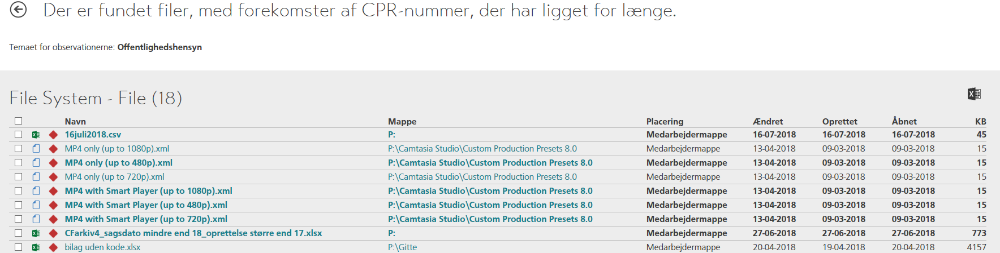 Der er fundet filer, med forekomster af CPR-nummer, der har ligget for længe.
Temaet for observationerne: Offentlighedshensyn
File System - File (18)
Navn Mappe Placering Ændret Oprettet Åbnet KB
16juli2018.csv P: Medarbejdermappe 16-07-2018 16-07-2018 16-07-2018 45
MP4 only (up to 1080p).xml P:\Camtasia Studio\Custom Production Presets 8.0 Medarbejdermappe 13-04-2018 09-03-2018 09-03-2018 15
MP4 only (up to 480p).xml P:\Camtasia Studio\Custom Production Presets 8.0 Medarbejdermappe 13-04-2018 09-03-2018 09-03-2018 15
MP4 only (up to 720p).xml P:\Camtasia Studio\Custom Production Presets 8.0 Medarbejdermappe 13-04-2018 09-03-2018 09-03-2018 15
MP4 with Smart Player (up to 1080p).xml P:\Camtasia Studio\Custom Production Presets 8.0 Medarbejdermappe 13-04-2018 09-03-2018 09-03-2018 15
MP4 with Smart Player (up to 480p).xml P:\Camtasia Studio\Custom Production Presets 8.0 Medarbejdermappe 13-04-2018 09-03-2018 09-03-2018 15
MP4 with Smart Player (up to 720p).xml P:\Camtasia Studio\Custom Production Presets 8.0 Medarbejdermappe 13-04-2018 09-03-2018 09-03-2018 15
CFarkiv4_sagsdato mindre end 18_oprettelse større end 17.xlsx P: Medarbejdermappe 27-06-2018 27-06-2018 27-06-2018 773
bilag uden kode.xlsx P:\Gitte Medarbejdermappe 20-04-2018 19-04-2018 20-04-2018 4157